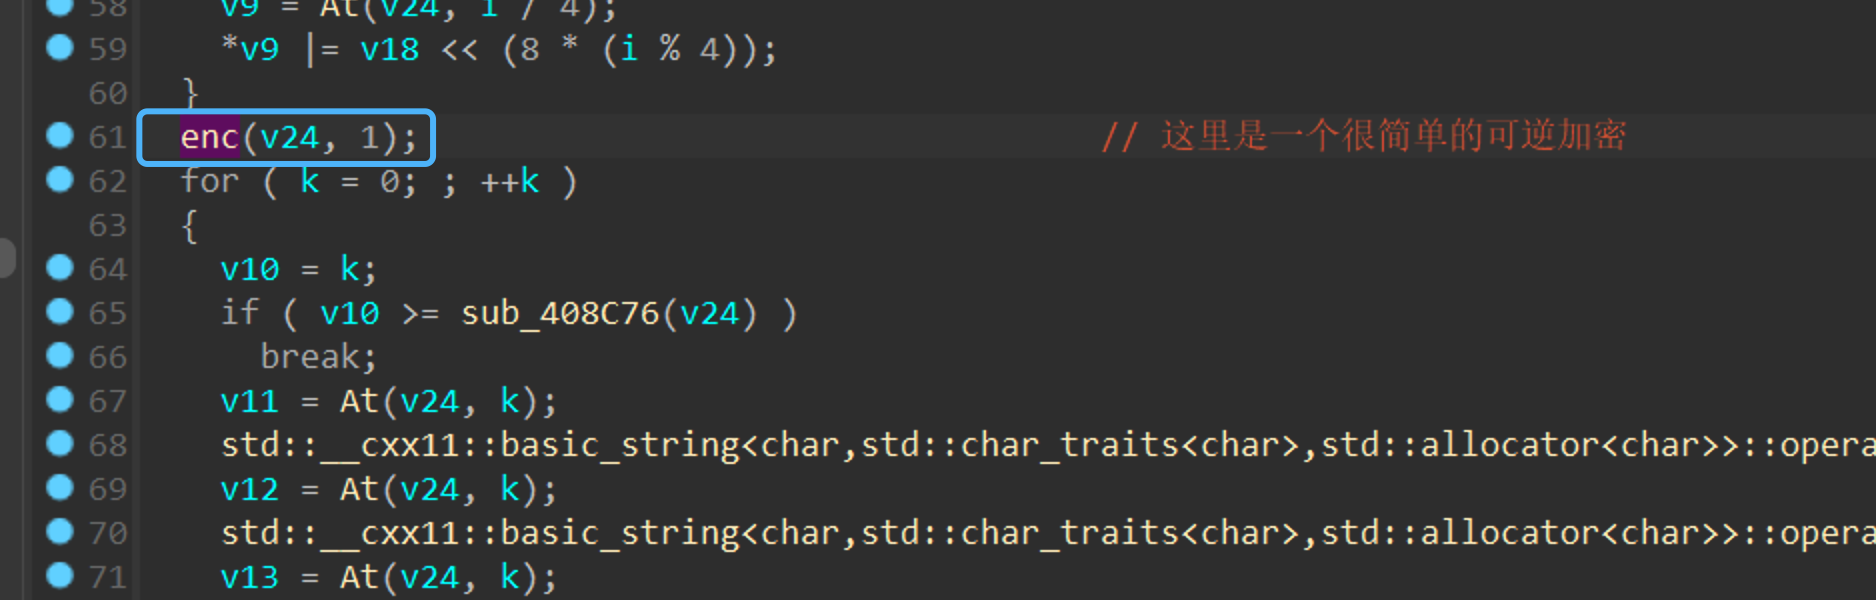 58 v9 = At(v24, i / 4);
59 *v9 |= v18 << (8 * (i % 4));
60 }
61 enc(v24, 1); // 这里是一个很简单的可逆加密
62 for ( k = 0; ; ++k )
63 {
64 v10 = k;
65 if ( v10 >= sub_408C76(v24) )
66 break;
67 v11 = At(v24, k);
68 std::__cxx11::basic_string<char,std::char_traits<char>,std::allocator<char>>::opera
69 v12 = At(v24, k);
70 std::__cxx11::basic_string<char,std::char_traits<char>,std::allocator<char>>::opera
71 v13 = At(v24, k);